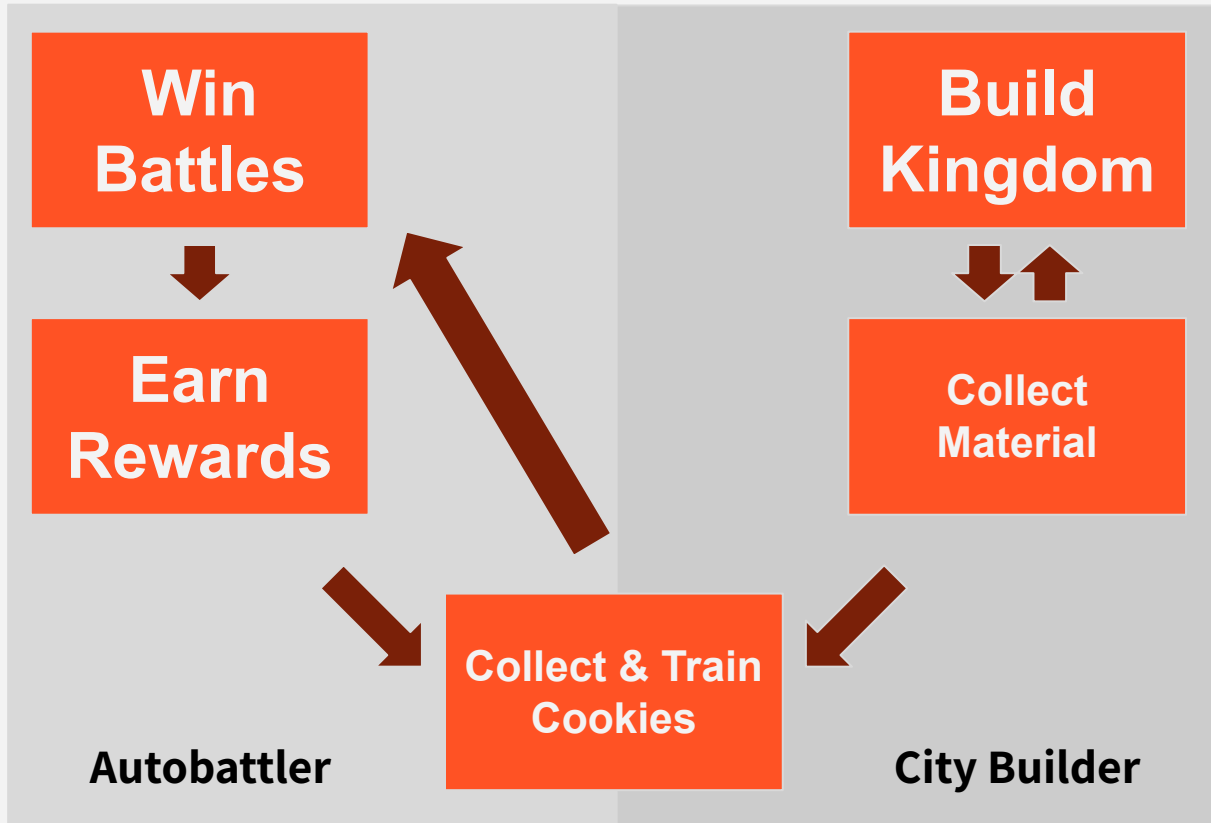 Win
Battles
Build
Kingdom
Earn
Rewards
Collect
Material
Collect & Train
Cookies
Autobattler
City Builder